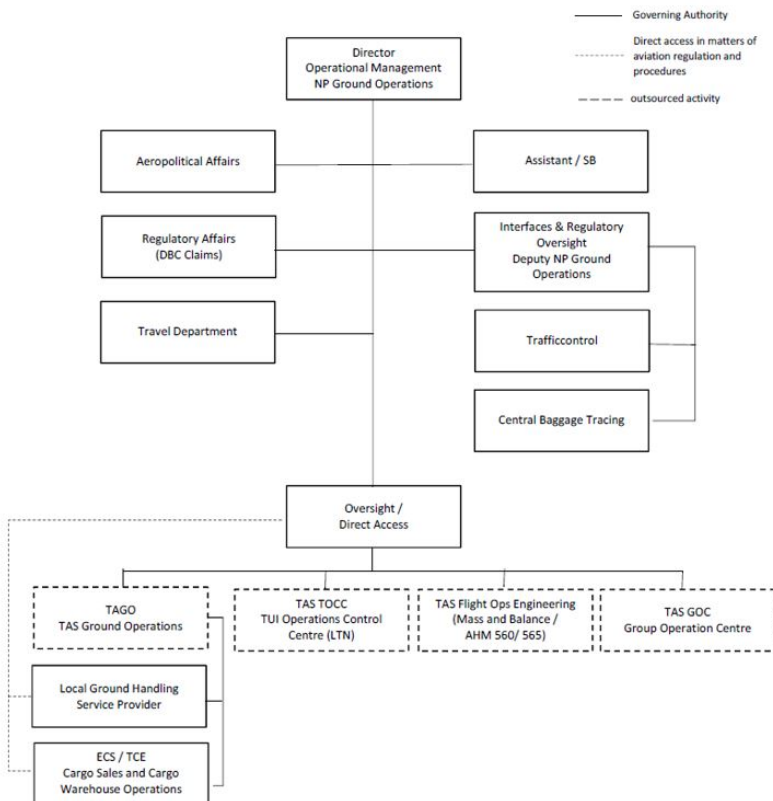 Governing Authority
Direct access in matters of
aviation regulation and
procedures
outsourced activity
Director
Operational Management
NP Ground Operations
Aeropolitical Affairs
Assistant / SB
Regulatory Affairs
(DBC Claims)
Interfaces & Regulatory
Oversight
Deputy NP Ground
Operations
Travel Department
Trafficcontrol
Central Baggage Tracing
Oversight /
Direct Access
TAGO
TAS Ground Operations
TAS TOCC
TUI Operations Control
Centre (LTN)
TAS Flight Ops Engineering
(Mass and Balance /
AHM 560/ 565)
TAS GOC
Group Operation Centre
Local Ground Handling
Service Provider
ECS / TCE
Cargo Sales and Cargo
Warehouse Operations